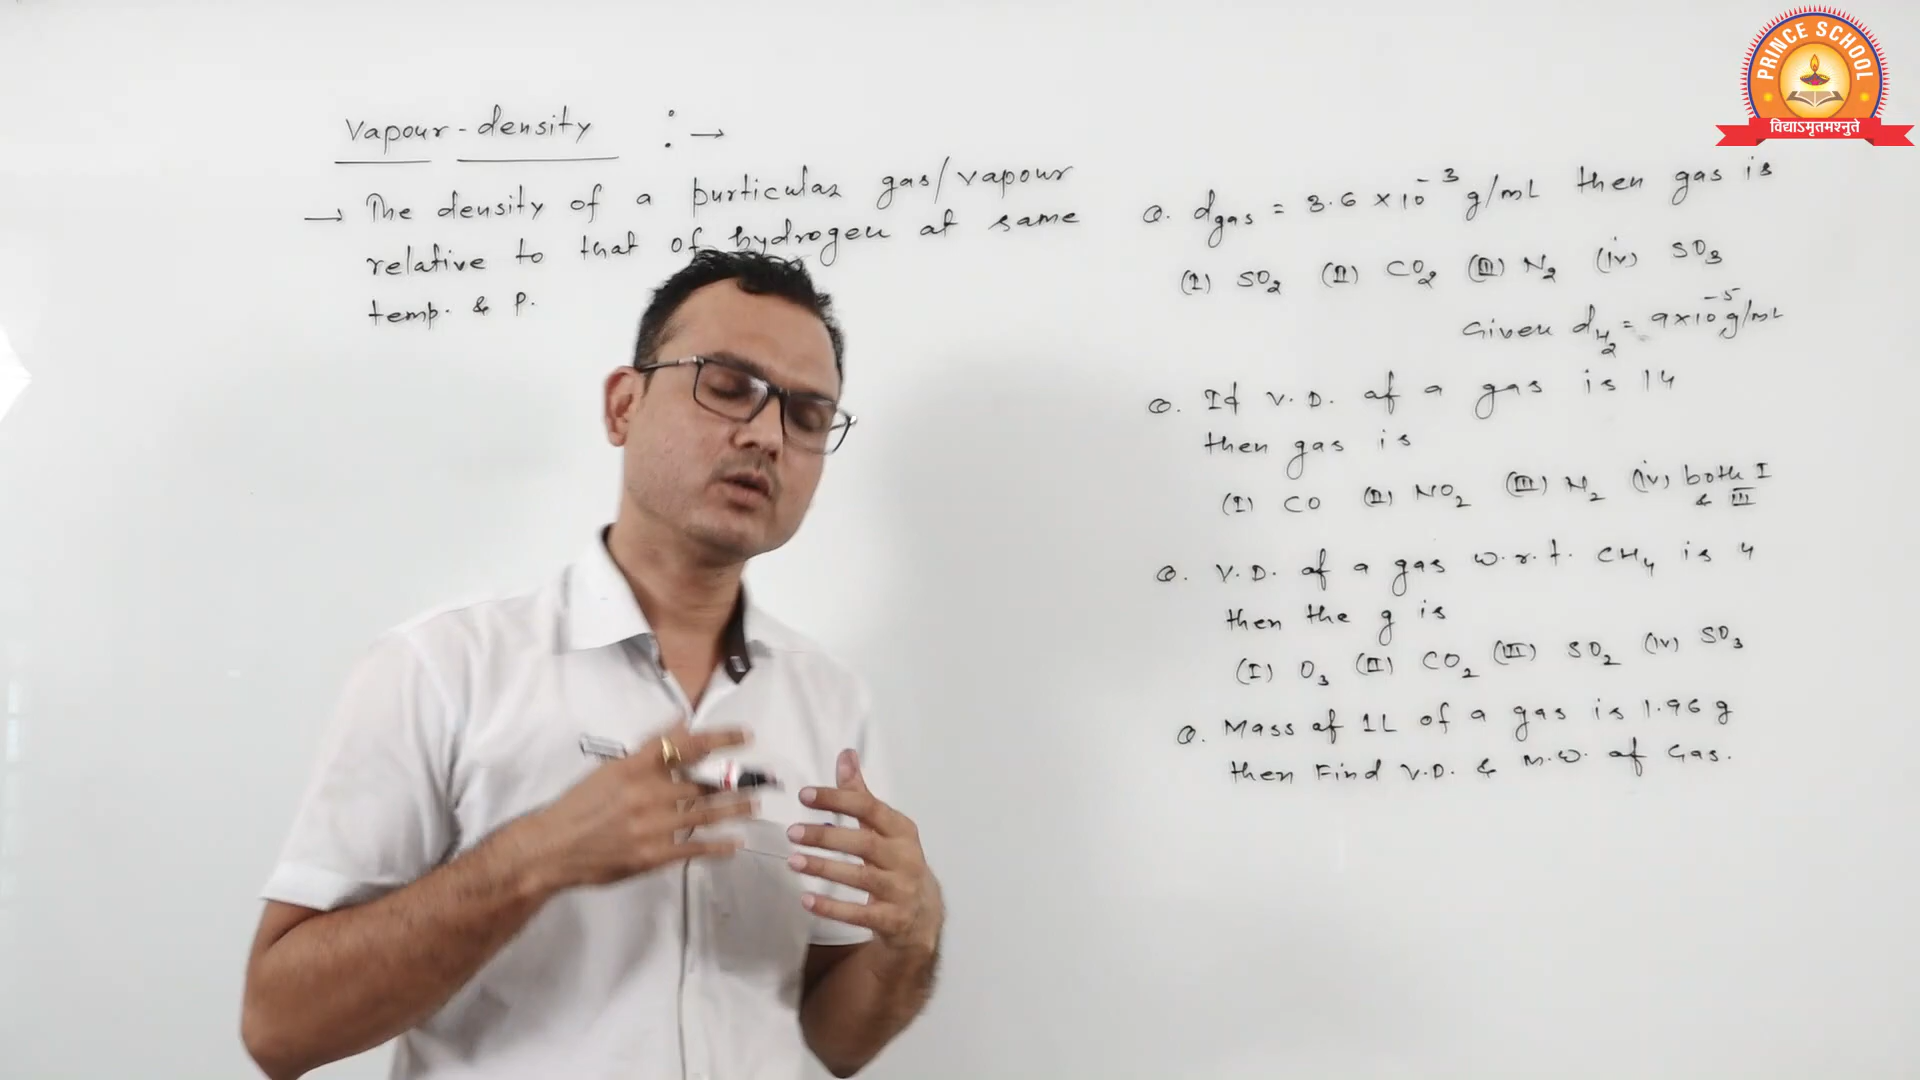 Vapour-density :→
→ The density of a purticular gas/vapour
relative to that of hydrogen at same
temp. & P.
Q. dgas = 3.6 × 10⁻³ g/mL then gas is
(I) SO₂ (II) CO₂ (III) N₂ (iv) SO₃
Given dH₂ = 9×10⁻⁵ g/mL
Q. If V.D. of a gas is 14
then gas is
(I) CO (II) NO₂ (III) N₂ (iv) both I
& III
Q. V.D. of a gas w.r.t. CH₄ is 4
then the g is
(I) O₃ (II) CO₂ (III) SO₂ (iv) SO₃
Q. Mass of 1L of a gas is 1.96 g
then Find V.D. & M.W. of Gas.
PRINCE SCHOOL
विद्याऽमृतमश्नुते